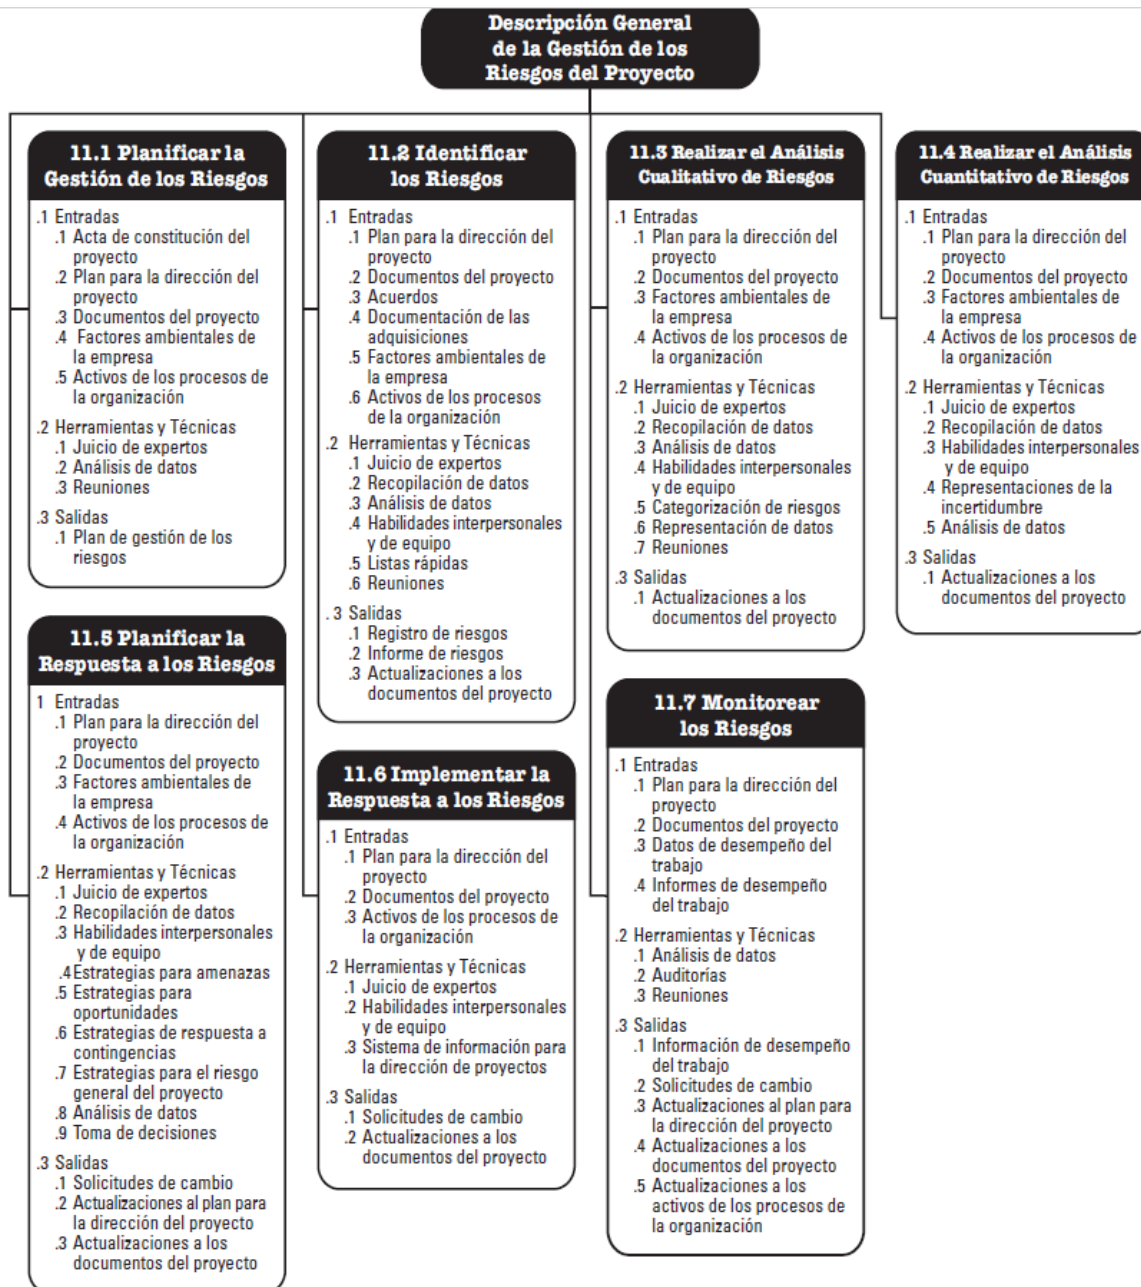 Descripción General
de la Gestión de los
Riesgos del Proyecto
11.1 Planificar la
Gestión de los Riesgos
.1 Entradas
.1 Acta de constitución del
proyecto
.2 Plan para la dirección del
proyecto
.3 Documentos del proyecto
.4 Factores ambientales de
la empresa
.5 Activos de los procesos de
la organización
.2 Herramientas y Técnicas
.1 Juicio de expertos
.2 Análisis de datos
.3 Reuniones
.3 Salidas
.1 Plan de gestión de los
riesgos
11.2 Identificar
los Riesgos
.1 Entradas
.1 Plan para la dirección del
proyecto
.2 Documentos del proyecto
.3 Acuerdos
.4 Documentación de las
adquisiciones
.5 Factores ambientales de
la empresa
.6 Activos de los procesos
de la organización
.2 Herramientas y Técnicas
.1 Juicio de expertos
.2 Recopilación de datos
.3 Análisis de datos
.4 Habilidades interpersonales
y de equipo
.5 Listas rápidas
.6 Reuniones
. 3 Salidas
.1 Registro de riesgos
.2 Informe de riesgos
.3 Actualizaciones a los
documentos del proyecto
11.3 Realizar el Análisis
Cualitativo de Riesgos
.1 Entradas
.1 Plan para la dirección del
proyecto
.2 Documentos del proyecto
.3 Factores ambientales de
la empresa
.4 Activos de los procesos de
la organización
.2 Herramientas y Técnicas
.1 Juicio de expertos
.2 Recopilación de datos
.3 Análisis de datos
.4 Habilidades interpersonales
y de equipo
.5 Categorización de riesgos
.6 Representación de datos
.7 Reuniones
.3 Salidas
.1 Actualizaciones a los
documentos del proyecto
11.4 Realizar el Análisis
Cuantitativo de Riesgos
.1 Entradas
.1 Plan para la dirección del
proyecto
.2 Documentos del proyecto
.3 Factores ambientales de
la empresa
.4 Activos de los procesos de
la organización
.2 Herramientas y Técnicas
.1 Juicio de expertos
.2 Recopilación de datos
.3 Habilidades interpersonales
y de equipo
.4 Representaciones de la
incertidumbre
.5 Análisis de datos
.3 Salidas
.1 Actualizaciones a los
documentos del proyecto
11.5 Planificar la
Respuesta a los Riesgos
1 Entradas
.1 Plan para la dirección del
proyecto
.2 Documentos del proyecto
.3 Factores ambientales de
la empresa
.4 Activos de los procesos de
la organización
.2 Herramientas y Técnicas
.1 Juicio de expertos
.2 Recopilación de datos
.3 Habilidades interpersonales
y de equipo
.4 Estrategias para amenazas
.5 Estrategias para
oportunidades
.6 Estrategias de respuesta a
contingencias
.7 Estrategias para el riesgo
general del proyecto
.8 Análisis de datos
.9 Toma de decisiones
.3 Salidas
.1 Solicitudes de cambio
.2 Actualizaciones al plan para
la dirección del proyecto
.3 Actualizaciones a los
documentos del proyecto
11.6 Implementar la
Respuesta a los Riesgos
.1 Entradas
.1 Plan para la dirección del
proyecto
.2 Documentos del proyecto
.3 Activos de los procesos de
la organización
.2 Herramientas y Técnicas
.1 Juicio de expertos
.2 Habilidades interpersonales
y de equipo
.3 Sistema de información para
la dirección de proyectos
.3 Salidas
.1 Solicitudes de cambio
.2 Actualizaciones a los
documentos del proyecto
11.7 Monitorear
los Riesgos
.1 Entradas
.1 Plan para la dirección del
proyecto
.2 Documentos del proyecto
.3 Datos de desempeño del
trabajo
.4 Informes de desempeño
del trabajo
.2 Herramientas y Técnicas
.1 Análisis de datos
.2 Auditorías
.3 Reuniones
.3 Salidas
.1 Información de desempeño
del trabajo
.2 Solicitudes de cambio
.3 Actualizaciones al plan para
la dirección del proyecto
.4 Actualizaciones a los
documentos del proyecto
.5 Actualizaciones a los
activos de los procesos de
la organización